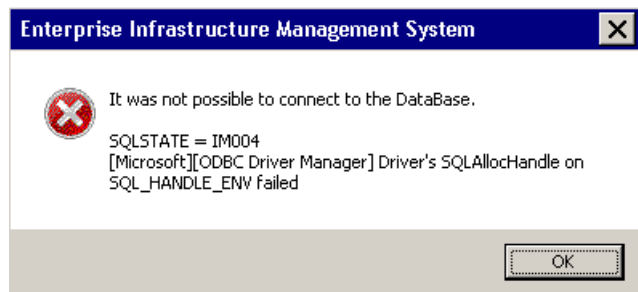 Enterprise Infrastructure Management System
It was not possible to connect to the DataBase.
SQLSTATE = IM004
[Microsoft][ODBC Driver Manager] Driver's SQLAllocHandle on
SQL_HANDLE_ENV failed
OK